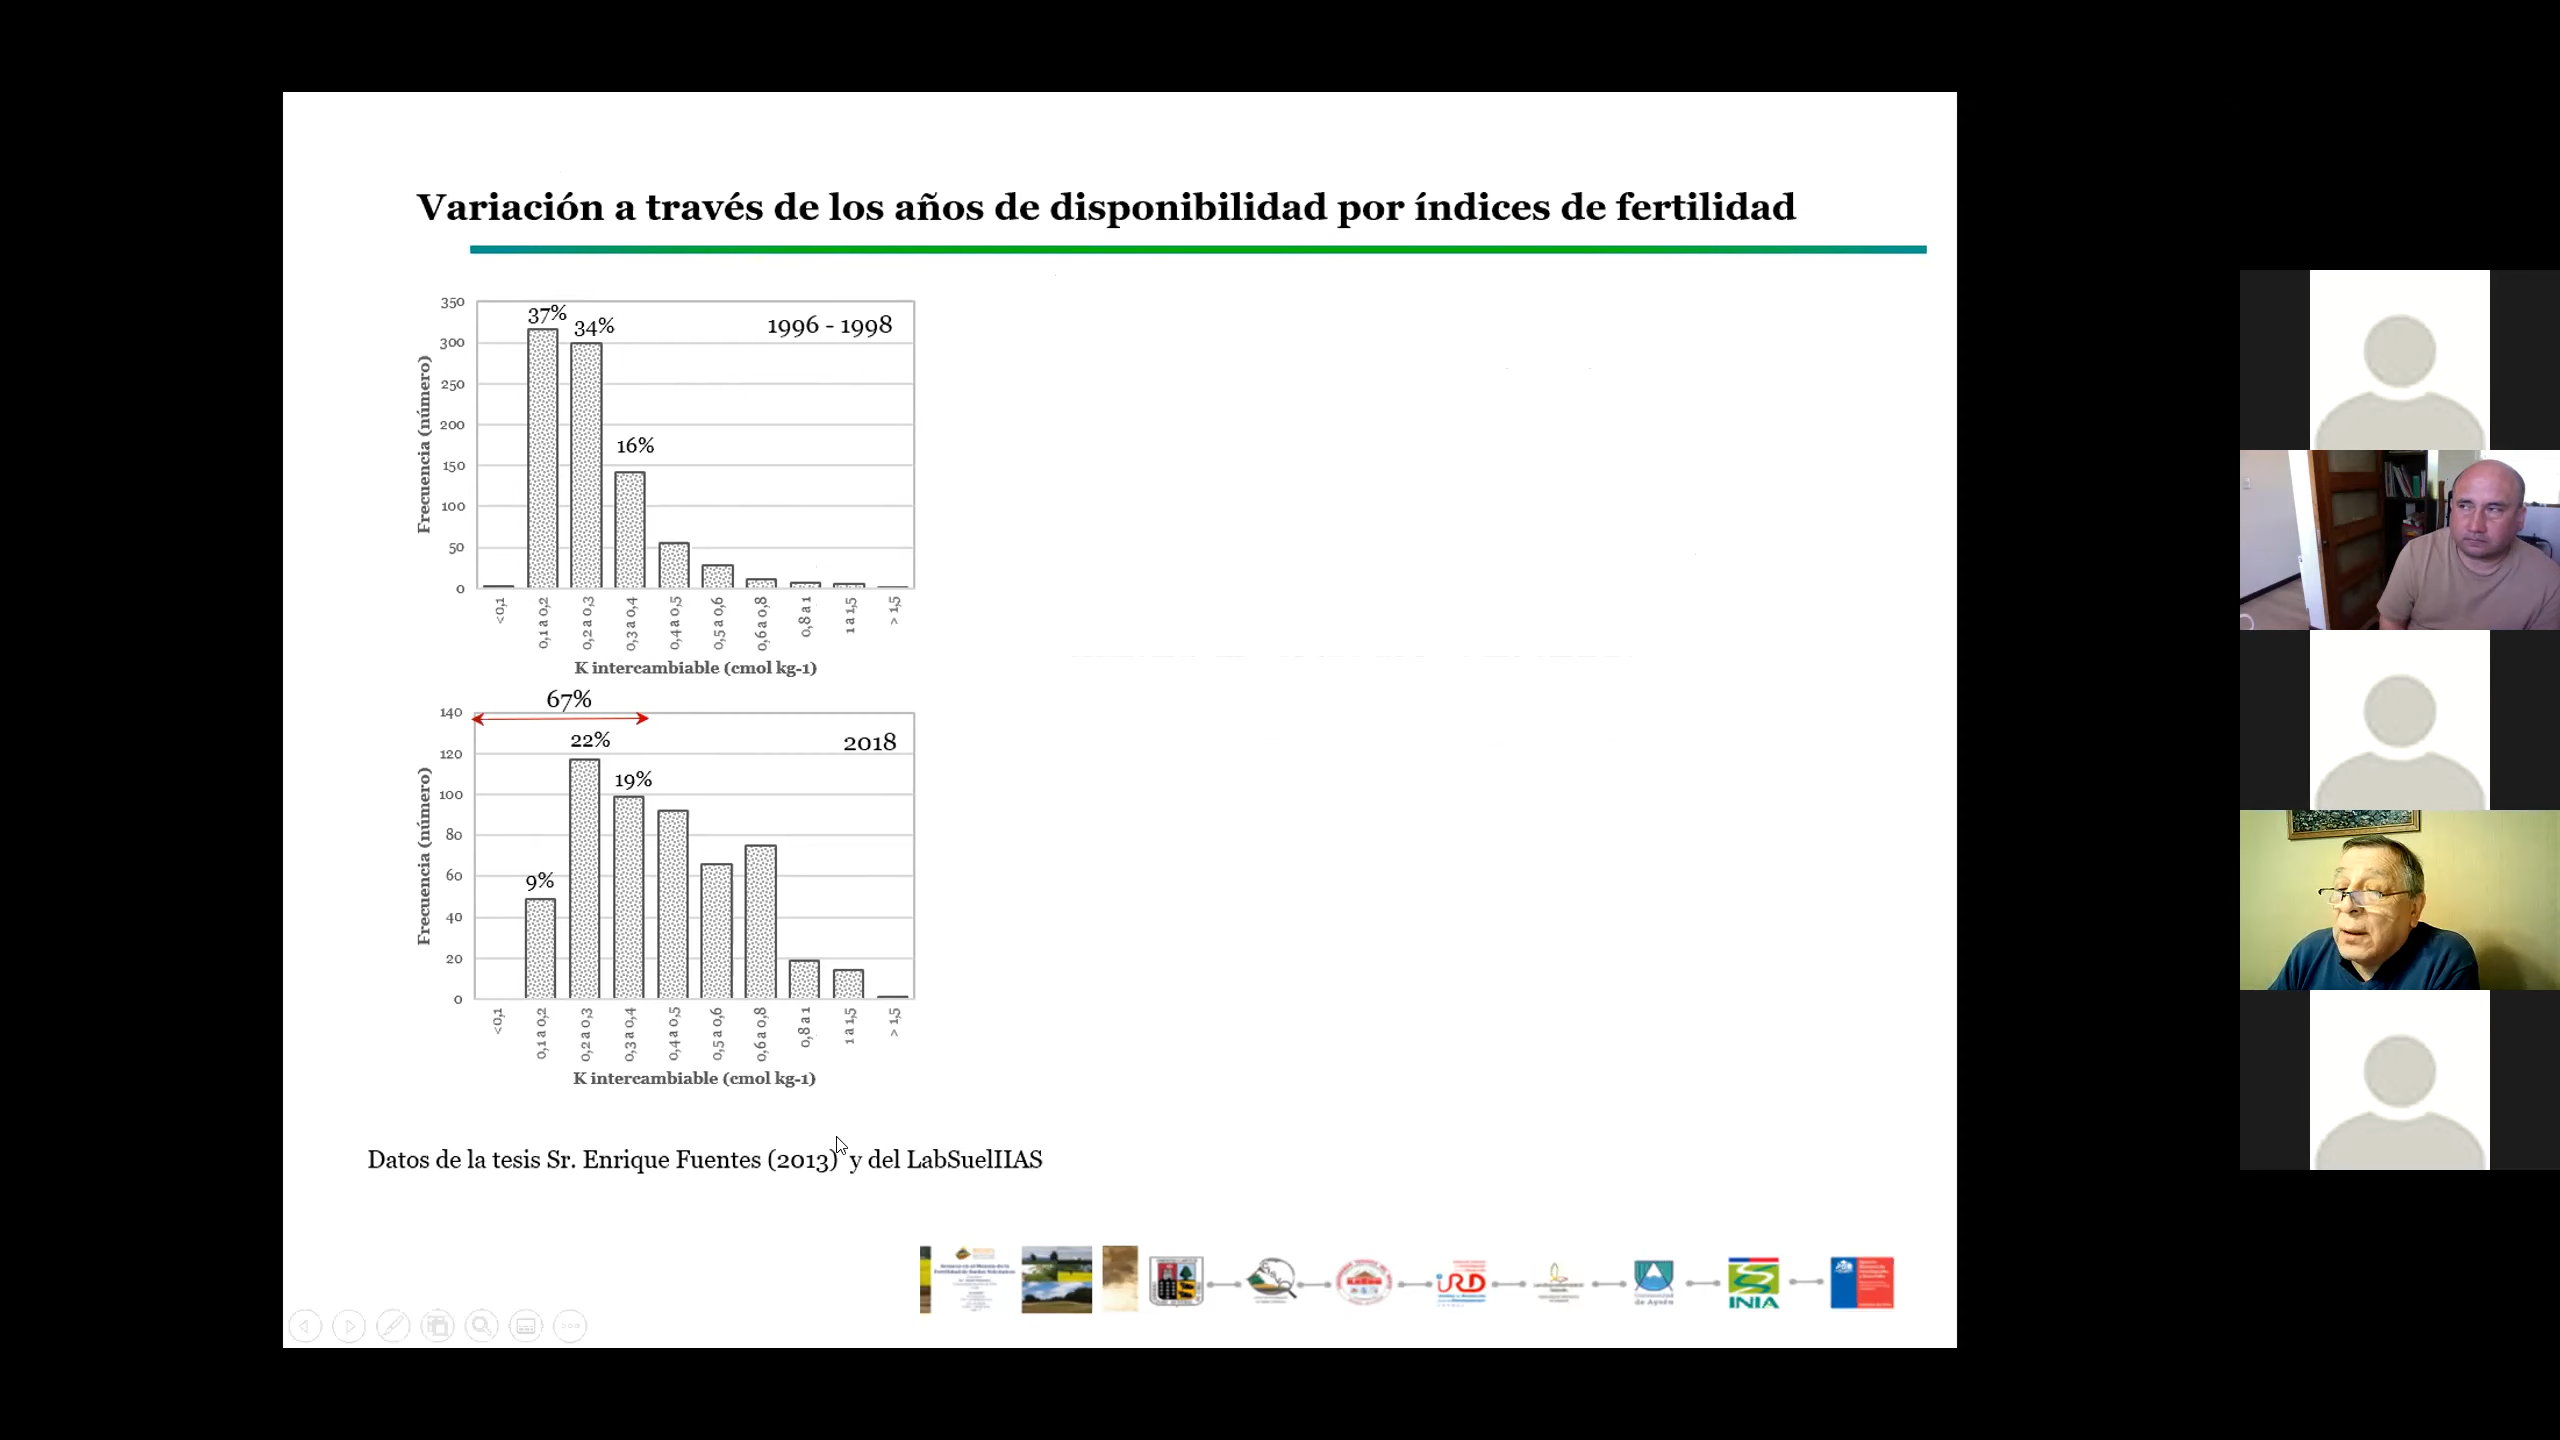 Variación a través de los años de disponibilidad por índices de fertilidad
350
300
250
200
150
100
50
0
Frecuencia (número)
37%
34%
16%
1996 - 1998
<0,1
0,1 a 0,2
0,2 a 0,3
0,3 a 0,4
0,4 a 0,5
0,5 a 0,6
0,6 a 0,8
0,8 a 1
1 a 1,5
> 1,5
K intercambiable (cmol kg-1)
67%
140
120
100
80
60
40
20
0
Frecuencia (número)
9%
22%
19%
2018
<0,1
0,1 a 0,2
0,2 a 0,3
0,3 a 0,4
0,4 a 0,5
0,5 a 0,6
0,6 a 0,8
0,8 a 1
1 a 1,5
> 1,5
K intercambiable (cmol kg-1)
Datos de la tesis Sr. Enrique Fuentes (2013) y del LabSuelIIAS
iRD
de Aysén
INIA